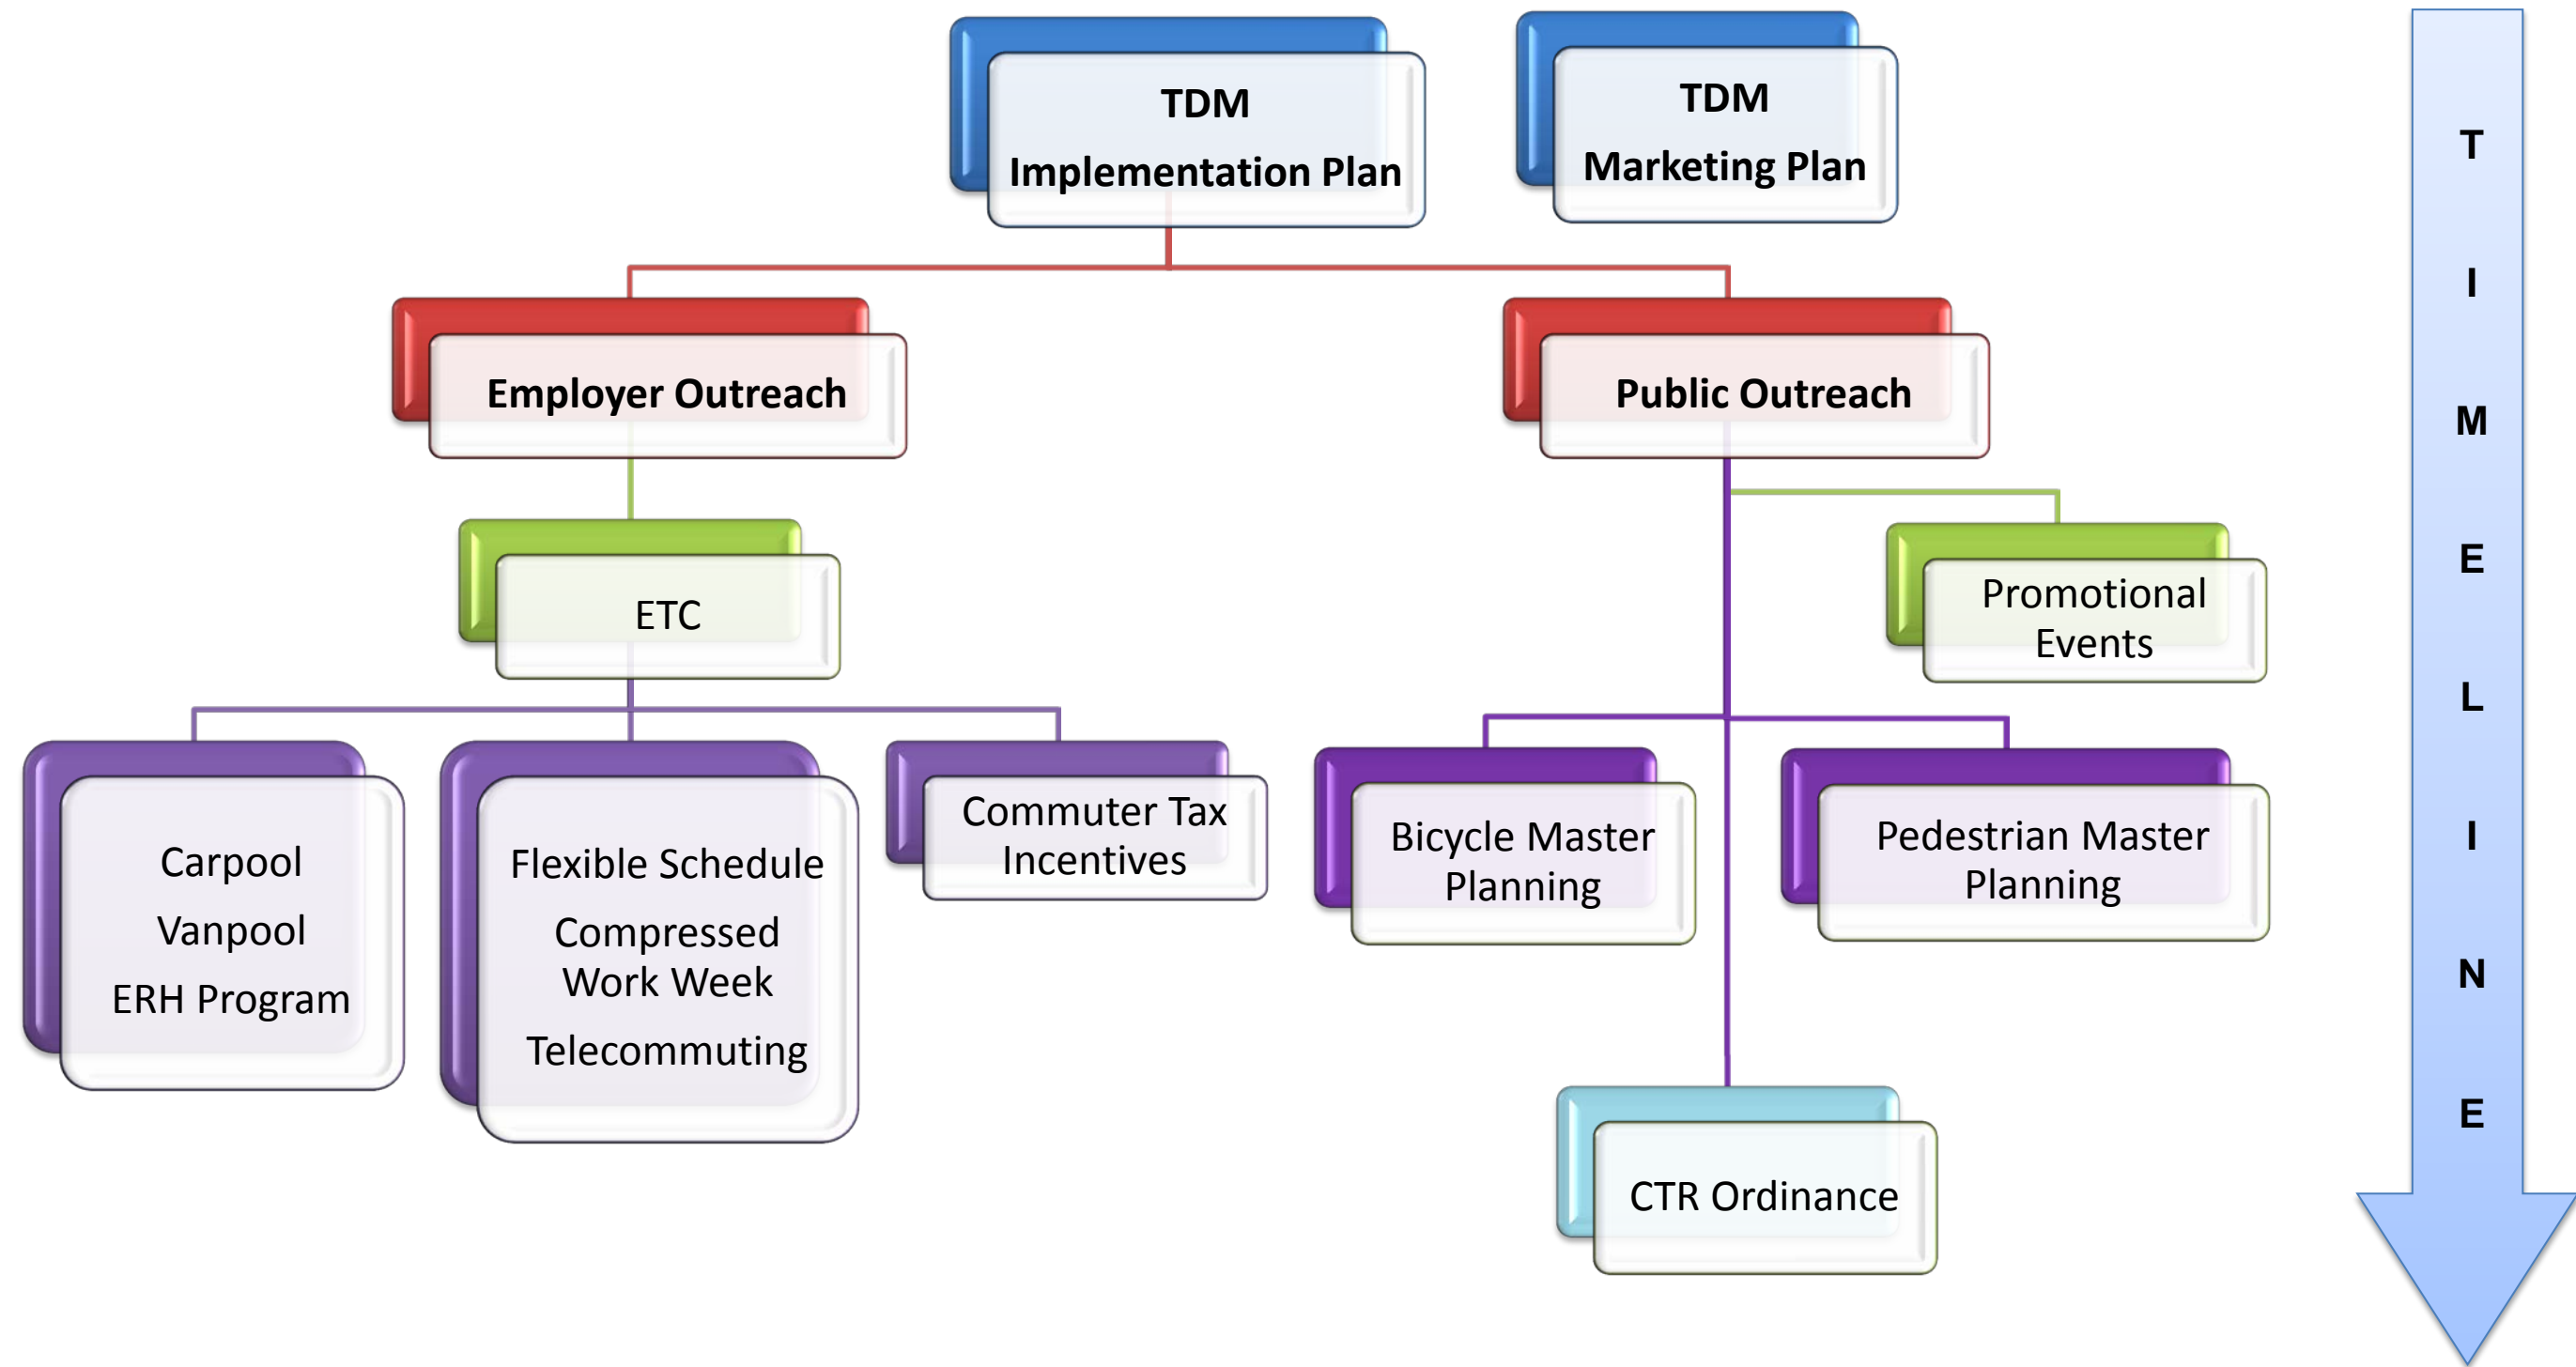 TDM
Implementation Plan
TDM
Marketing Plan
Employer Outreach
Public Outreach
ETC
Promotional
Events
Carpool
Vanpool
ERH Program
Flexible Schedule
Compressed
Work Week
Telecommuting
Commuter Tax
Incentives
Bicycle Master
Planning
Pedestrian Master
Planning
CTR Ordinance
T
I
M
E
L
I
N
E